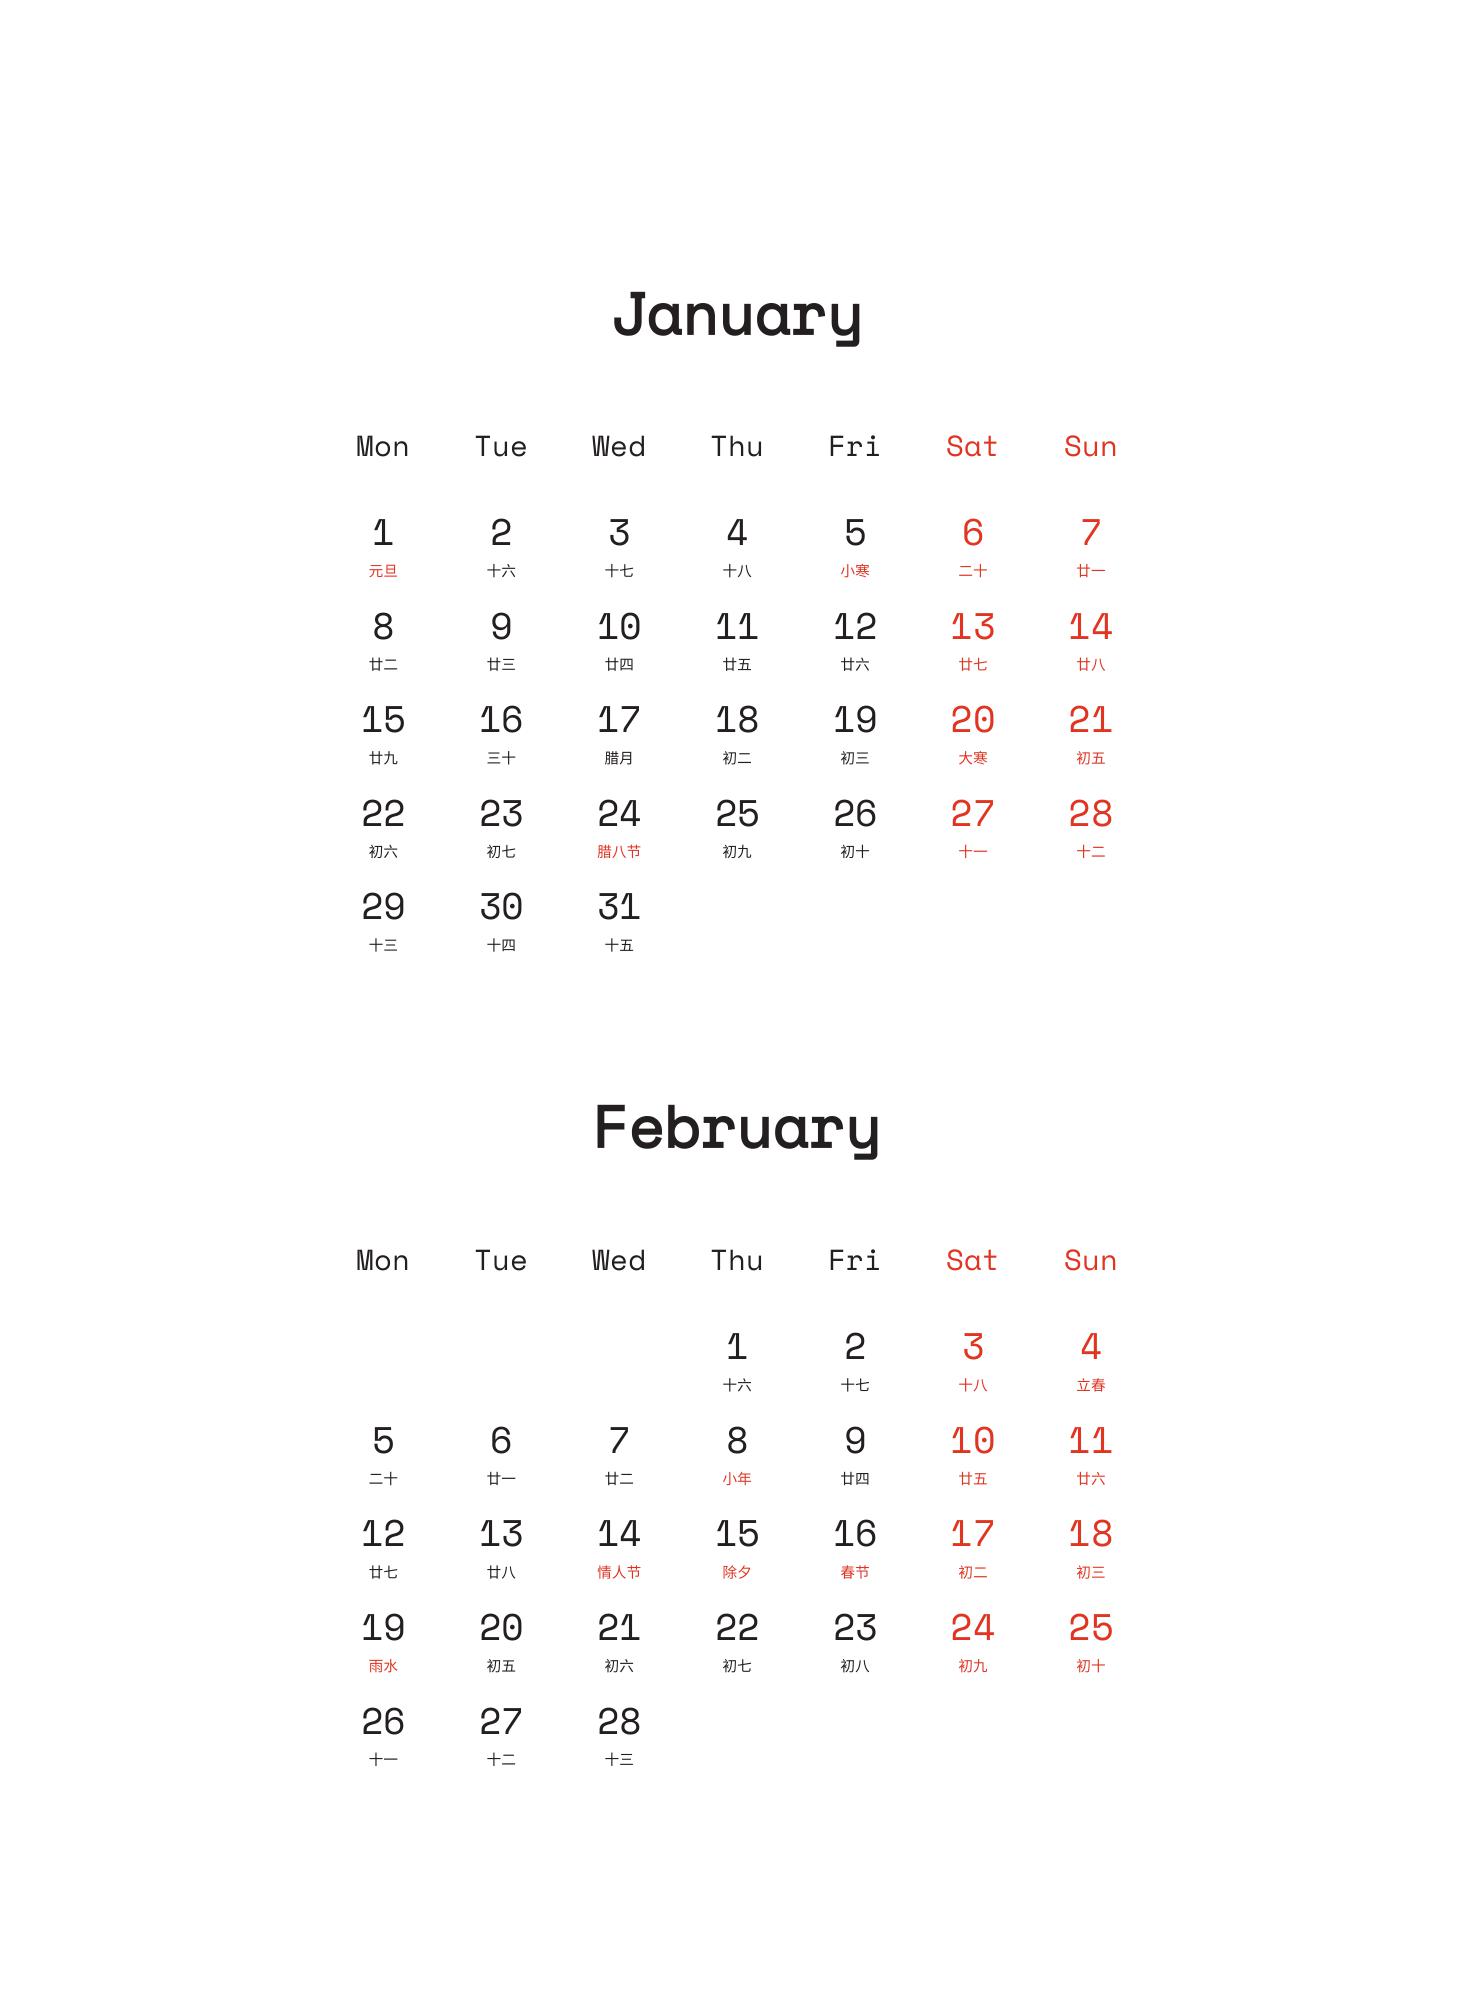 January
Mon Tue Wed Thu Fri Sat Sun
1 2 3 4 5 6 7
元旦 十六 十七 十八 小寒 二十 廿一
8 9 10 11 12 13 14
廿二 廿三 廿四 廿五 廿六 廿七 廿八
15 16 17 18 19 20 21
廿九 三十 腊月 初二 初三 大寒 初五
22 23 24 25 26 27 28
初六 初七 腊八节 初九 初十 十一 十二
29 30 31
十三 十四 十五
February
Mon Tue Wed Thu Fri Sat Sun
1 2 3 4
十六 十七 十八 立春
5 6 7 8 9 10 11
二十 廿一 廿二 小年 廿四 廿五 廿六
12 13 14 15 16 17 18
廿七 廿八 情人节 除夕 春节 初二 初三
19 20 21 22 23 24 25
雨水 初五 初六 初七 初八 初九 初十
26 27 28
十一 十二 十三